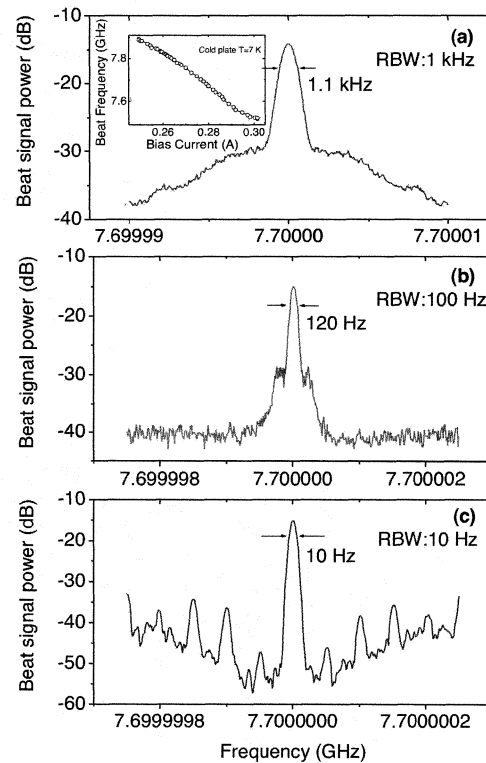 -10
(a)
Beat Frequency (GHz)
7.8
7.6
Cold plate T=7 K
0.26 0.28 0.30
Bias Current (A)
RBW:1 kHz
1.1 kHz
-20
-30
-40
Beat signal power (dB)
7.69999 7.70000 7.70001
-10
(b)
RBW:100 Hz
120 Hz
-20
-30
-40
Beat signal power (dB)
7.699998 7.700000 7.700002
-10
(c)
RBW:10 Hz
10 Hz
-20
-30
-40
-50
-60
Beat signal power (dB)
7.6999998 7.7000000 7.7000002
Frequency (GHz)